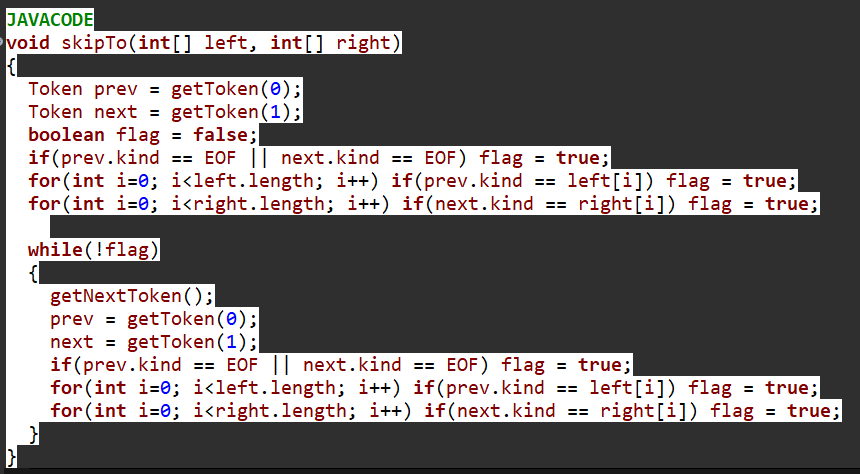 JAVACODE
void skipTo(int[] left, int[] right)
{
  Token prev = getToken(0);
  Token next = getToken(1);
  boolean flag = false;
  if(prev.kind == EOF || next.kind == EOF) flag = true;
  for(int i=0; i<left.length; i++) if(prev.kind == left[i]) flag = true;
  for(int i=0; i<right.length; i++) if(next.kind == right[i]) flag = true;

  while(!flag)
  {
    getNextToken();
    prev = getToken(0);
    next = getToken(1);
    if(prev.kind == EOF || next.kind == EOF) flag = true;
    for(int i=0; i<left.length; i++) if(prev.kind == left[i]) flag = true;
    for(int i=0; i<right.length; i++) if(next.kind == right[i]) flag = true;
  }
}